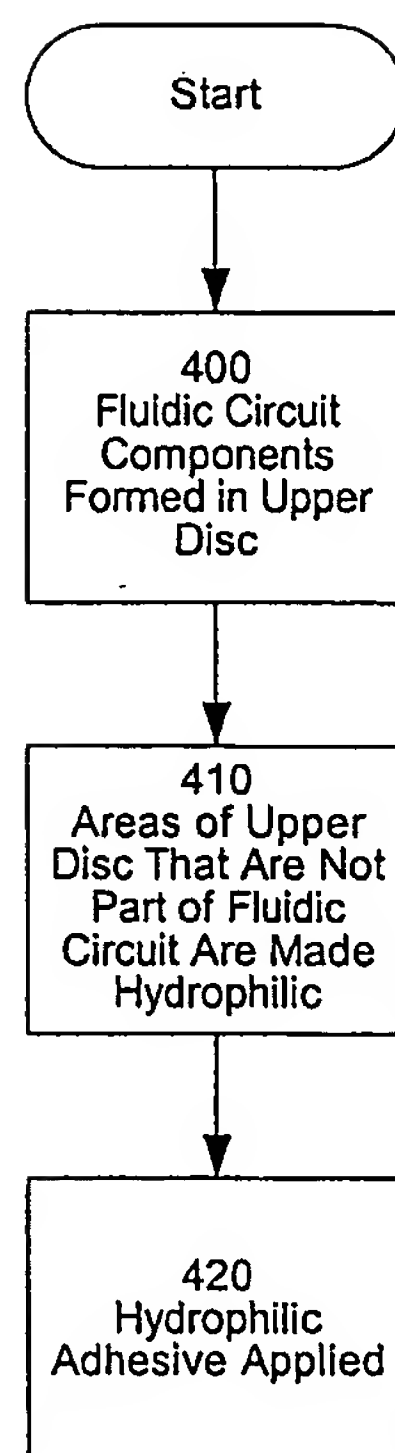 Start
400
Fluidic Circuit
Components
Formed in Upper
Disc
410
Areas of Upper
Disc That Are Not
Part of Fluidic
Circuit Are Made
Hydrophilic
420
Hydrophilic
Adhesive Applied